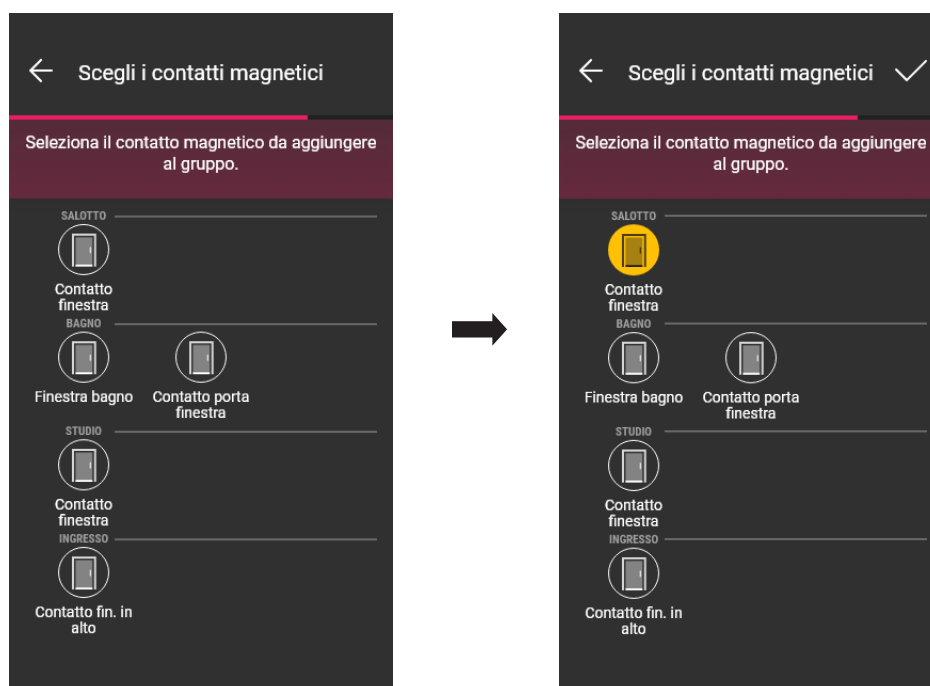 Scegli i contatti magnetici
Seleziona il contatto magnetico da aggiungere
al gruppo.
SALOTTO
Contatto
finestra
BAGNO
Finestra bagno
Contatto porta
finestra
STUDIO
Contatto
finestra
INGRESSO
Contatto fin. in
alto
Scegli i contatti magnetici
Seleziona il contatto magnetico da aggiungere
al gruppo.
SALOTTO
Contatto
finestra
BAGNO
Finestra bagno
Contatto porta
finestra
STUDIO
Contatto
finestra
INGRESSO
Contatto fin. in
alto